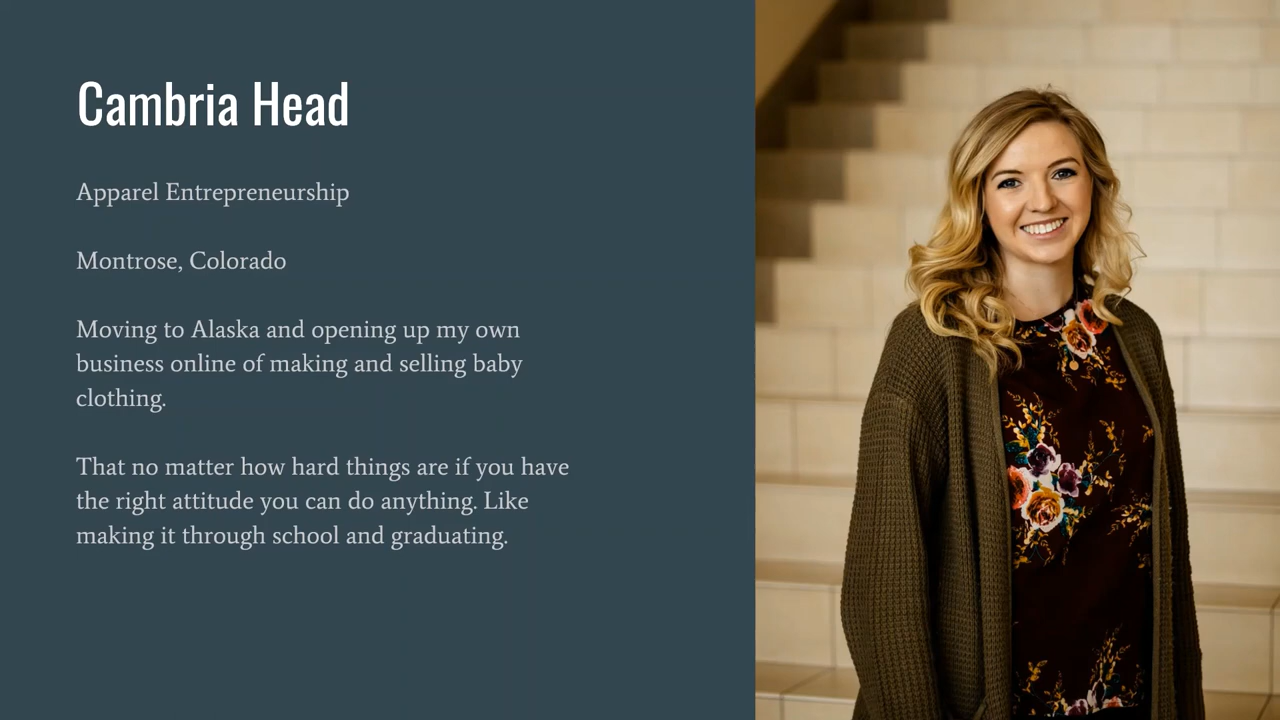 Cambria Head
Apparel Entrepreneurship
Montrose, Colorado
Moving to Alaska and opening up my own
business online of making and selling baby
clothing.
That no matter how hard things are if you have
the right attitude you can do anything. Like
making it through school and graduating.